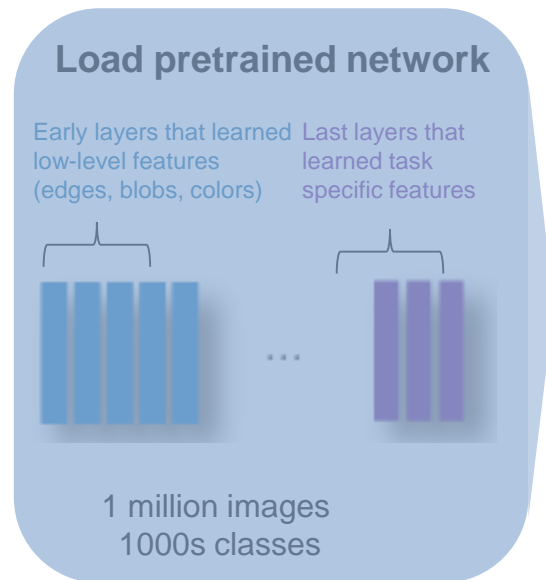 Load pretrained network
Early layers that learned
low-level features
(edges, blobs, colors)
Last layers that
learned task
specific features
...
1 million images
1000s classes